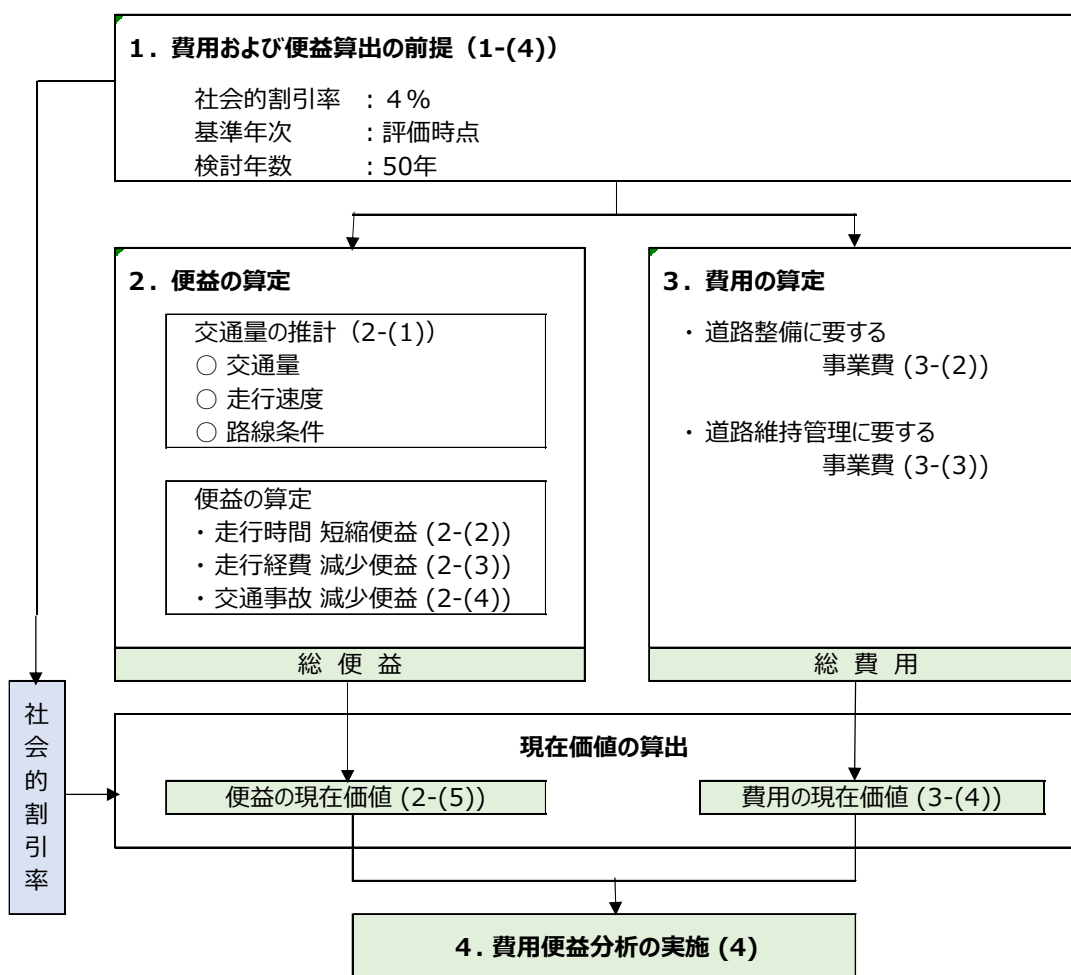 1. 費用および便益算出の前提（1-(4)）
社会的割引率 : 4%
基準年次 : 評価時点
検討年数 : 50年
2. 便益の算定
交通量の推計（2-(1)）
○ 交通量
○ 走行速度
○ 路線条件
便益の算定
・走行時間 短縮便益 (2-(2))
・走行経費 減少便益 (2-(3))
・交通事故 減少便益 (2-(4))
総 便 益
3. 費用の算定
・ 道路整備に要する
事業費 (3-(2))
・ 道路維持管理に要する
事業費 (3-(3))
総 費 用
社会的割引率
現在価値の算出
便益の現在価値 (2-(5))
費用の現在価値 (3-(4))
4. 費用便益分析の実施 (4)